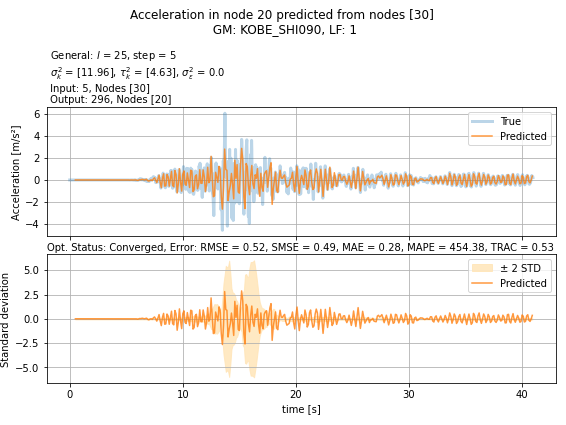 Acceleration in node 20 predicted from nodes [30]
GM: KOBE_SHI090, LF: 1
General: l = 25, step = 5
σ²ₖ = [11.96], τ²ₖ = [4.63], σ²_ε = 0.0
Input: 5, Nodes [30]
Output: 296, Nodes [20]
Acceleration [m/s²]
6
4
2
0
−2
−4
True
Predicted
Opt. Status: Converged, Error: RMSE = 0.52, SMSE = 0.49, MAE = 0.28, MAPE = 454.38, TRAC = 0.53
Standard deviation
5.0
2.5
0.0
−2.5
−5.0
± 2 STD
Predicted
0 10 20 30 40
time [s]